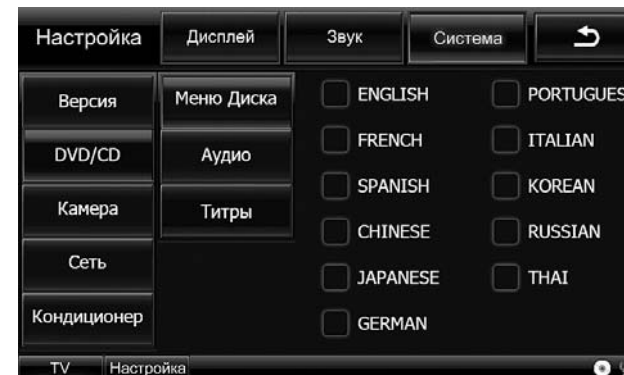 Настройка Дисплей Звук Система
Версия Меню Диска ENGLISH PORTUGUES
DVD/CD Аудио FRENCH ITALIAN
Камера Титры SPANISH KOREAN
CHINESE RUSSIAN
Сеть JAPANESE THAI
Кондиционер GERMAN
TV Настройка